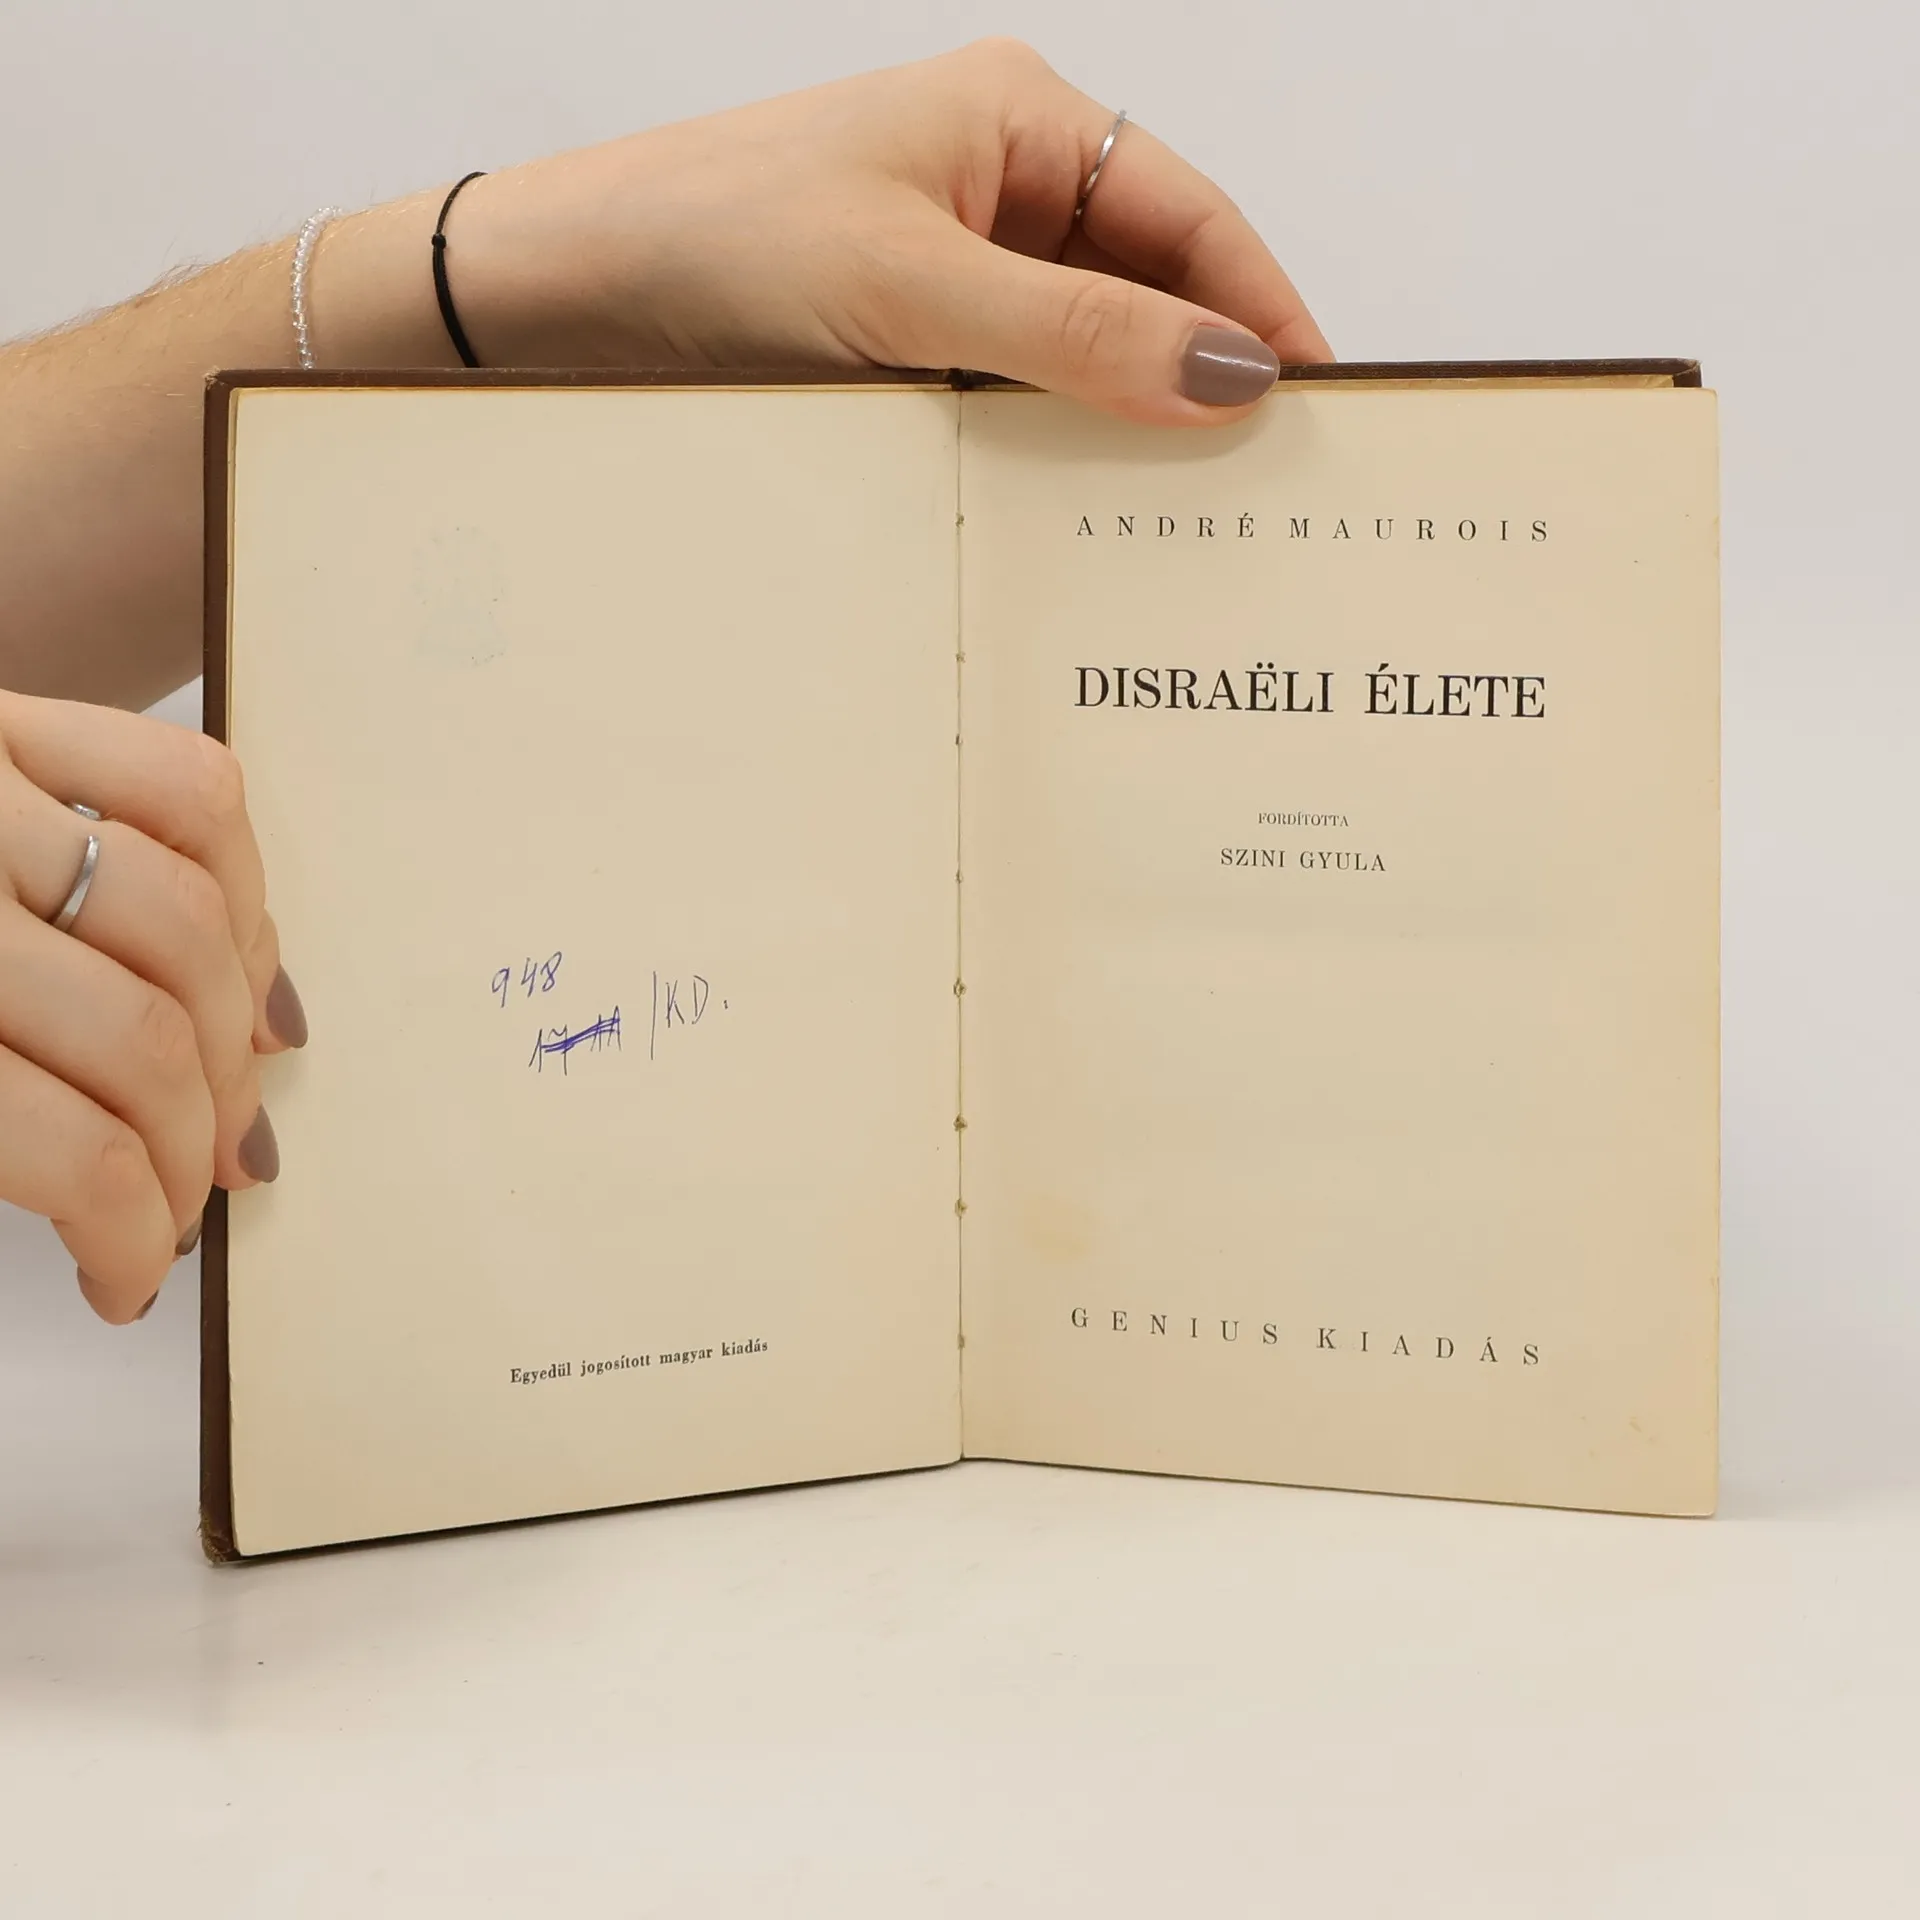 948
/KD.
Egyedül jogosított magyar kiadás
ANDRÉ MAUROIS
DISRAËLI ÉLETE
FORDÍTOTTA
SZINI GYULA
GENIUS KIADÁS